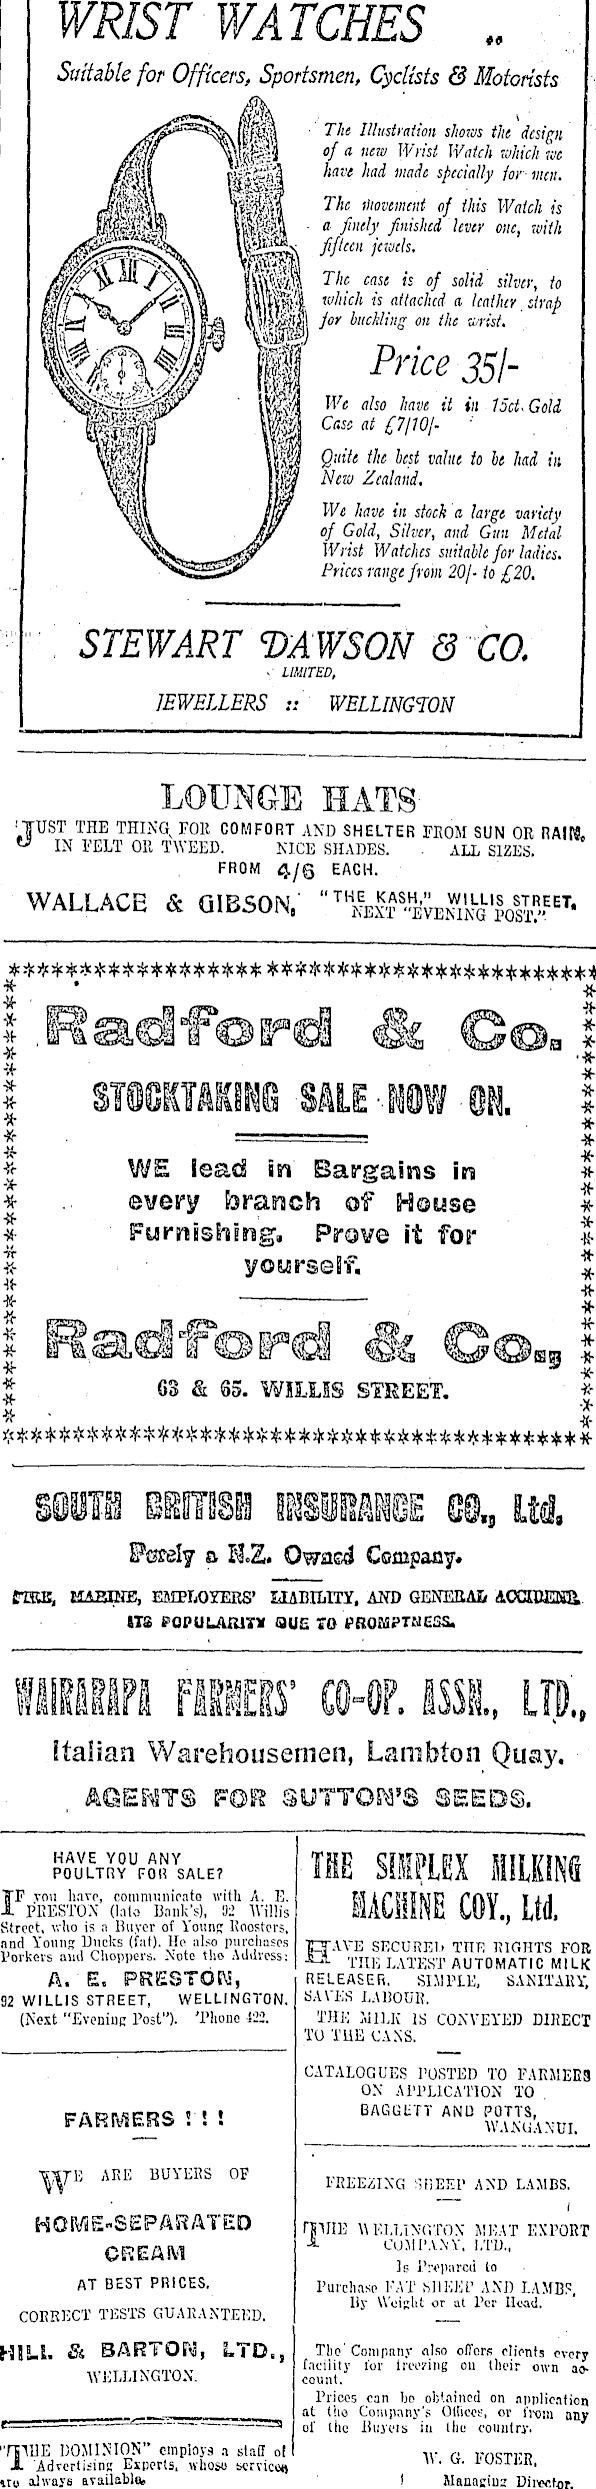 WRIST WATCHES ..
Suitable for Officers, Sportsmen, Cyclists & Motorists
The Illustration shows the design
of a new Wrist Watch which we
have had made specially for men.
The movement of this Watch is
a finely finished lever one, with
fifteen jewels.
The case is of solid silver, to
which is attached a leather strap
for buckling on the wrist.
Price 35/-
We also have it in 15ct. Gold
Case at £7/10/-
Quite the best value to be had in
New Zealand.
We have in stock a large variety
of Gold, Silver, and Gun Metal
Wrist Watches suitable for ladies.
Prices range from 20/- to £20.
STEWART DAWSON & CO.
LIMITED,
JEWELLERS :: WELLINGTON
LOUNGE HATS
JUST THE THING FOR COMFORT AND SHELTER FROM SUN OR RAIN.
IN FELT OR TWEED. NICE SHADES. ALL SIZES.
FROM 4/6 EACH.
WALLACE & GIBSON, "THE KASH," WILLIS STREET,
NEXT "EVENING POST."
Radford & Co.
STOCKTAKING SALE NOW ON.
WE lead in Bargains in
every branch of House
Furnishing. Prove it for
yourself.
Radford & Co.,
63 & 65. WILLIS STREET.
SOUTH BRITISH INSURANCE CO., Ltd.
Purely a N.Z. Owned Company.
FIRE, MARINE, EMPLOYERS' LIABILITY, AND GENERAL ACCIDENT.
ITS POPULARITY DUE TO PROMPTNESS.
WAIRARAPA FARMERS' CO-OP. ASSN., LTD.,
Italian Warehousemen, Lambton Quay.
AGENTS FOR SUTTON'S SEEDS.
HAVE YOU ANY
POULTRY FOR SALE?
IF you have, communicate with A. E.
PRESTON (late Bank's), 92 Willis
Street, who is a Buyer of Young Roosters,
and Young Ducks (fat). He also purchases
Porkers and Choppers. Note the Address:
A. E. PRESTON,
92 WILLIS STREET, WELLINGTON.
(Next "Evening Post"). 'Phone 422.
FARMERS ! ! !
WE ARE BUYERS OF
HOME-SEPARATED
CREAM
AT BEST PRICES.
CORRECT TESTS GUARANTEED.
HILL & BARTON, LTD.,
WELLINGTON.
"THE DOMINION" employs a staff of
Advertising Experts, whose services
are always available.
THE SIMPLEX MILKING
MACHINE COY., Ltd.
HAVE SECURED THE RIGHTS FOR
THE LATEST AUTOMATIC MILK
RELEASER. SIMPLE, SANITARY,
SAVES LABOUR.
THE MILK IS CONVEYED DIRECT
TO THE CANS.
CATALOGUES POSTED TO FARMERS
ON APPLICATION TO
BAGGETT AND POTTS,
WANGANUI.
FREEZING SHEEP AND LAMBS.
THE WELLINGTON MEAT EXPORT
COMPANY, LTD.,
Is Prepared to
Purchase FAT SHEEP AND LAMBS,
By Weight or at Per Head.
The Company also offers clients every
facility for freezing on their own ac-
count.
Prices can be obtained on application
at the Company's Offices, or from any
of the Buyers in the country.
W. G. FOSTER,
Managing Director.